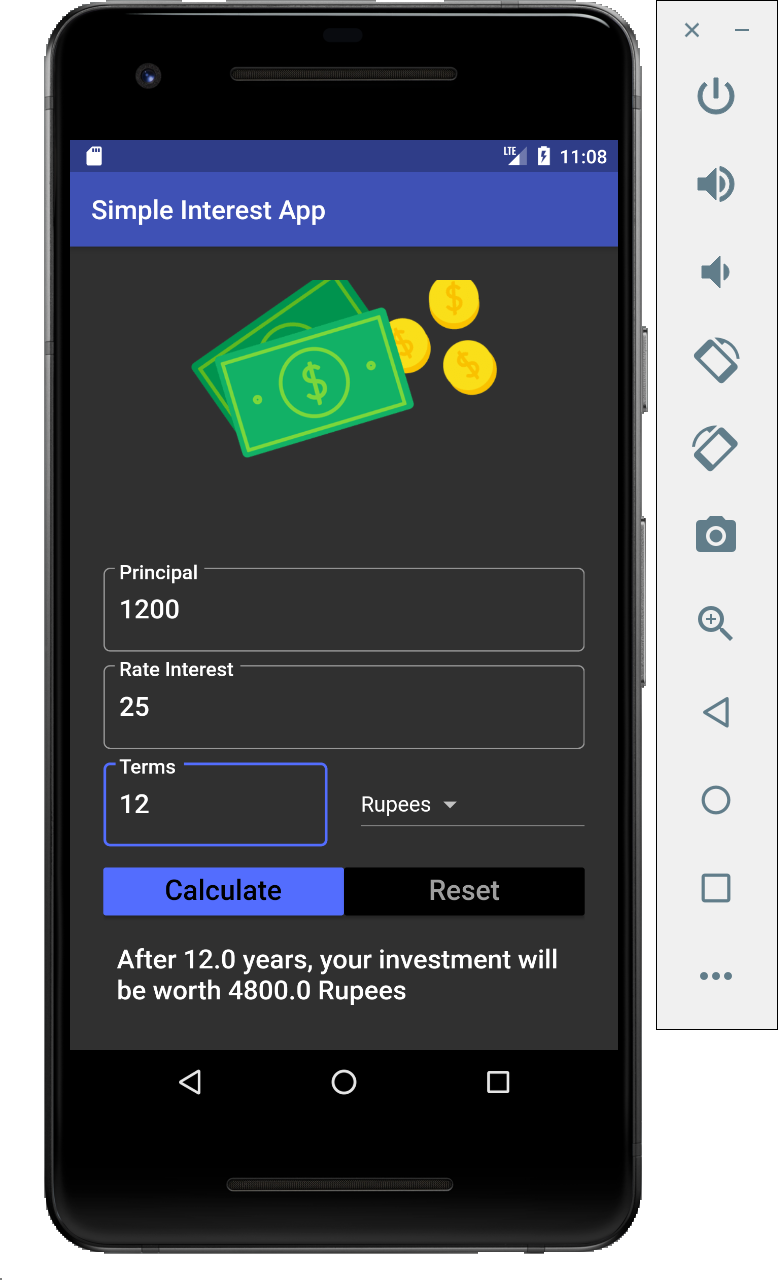 LTE 11:08
Simple Interest App
$
$
$
$
Principal
1200
Rate Interest
25
Terms
12
Rupees
Calculate
Reset
After 12.0 years, your investment will
be worth 4800.0 Rupees